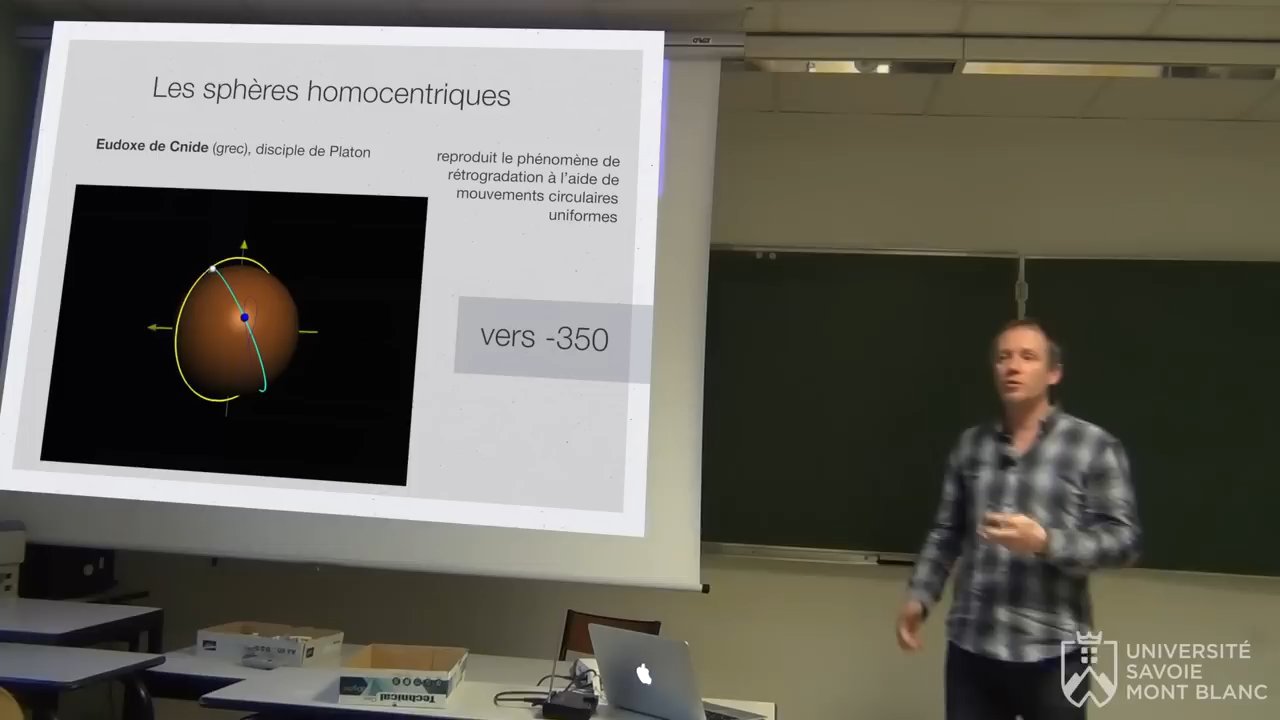 Les sphères homocentriques
Eudoxe de Cnide (grec), disciple de Platon
reproduit le phénomène de
rétrogradation à l'aide de
mouvements circulaires
uniformes
vers -350
Technical
UNIVERSITÉ
SAVOIE
MONT BLANC